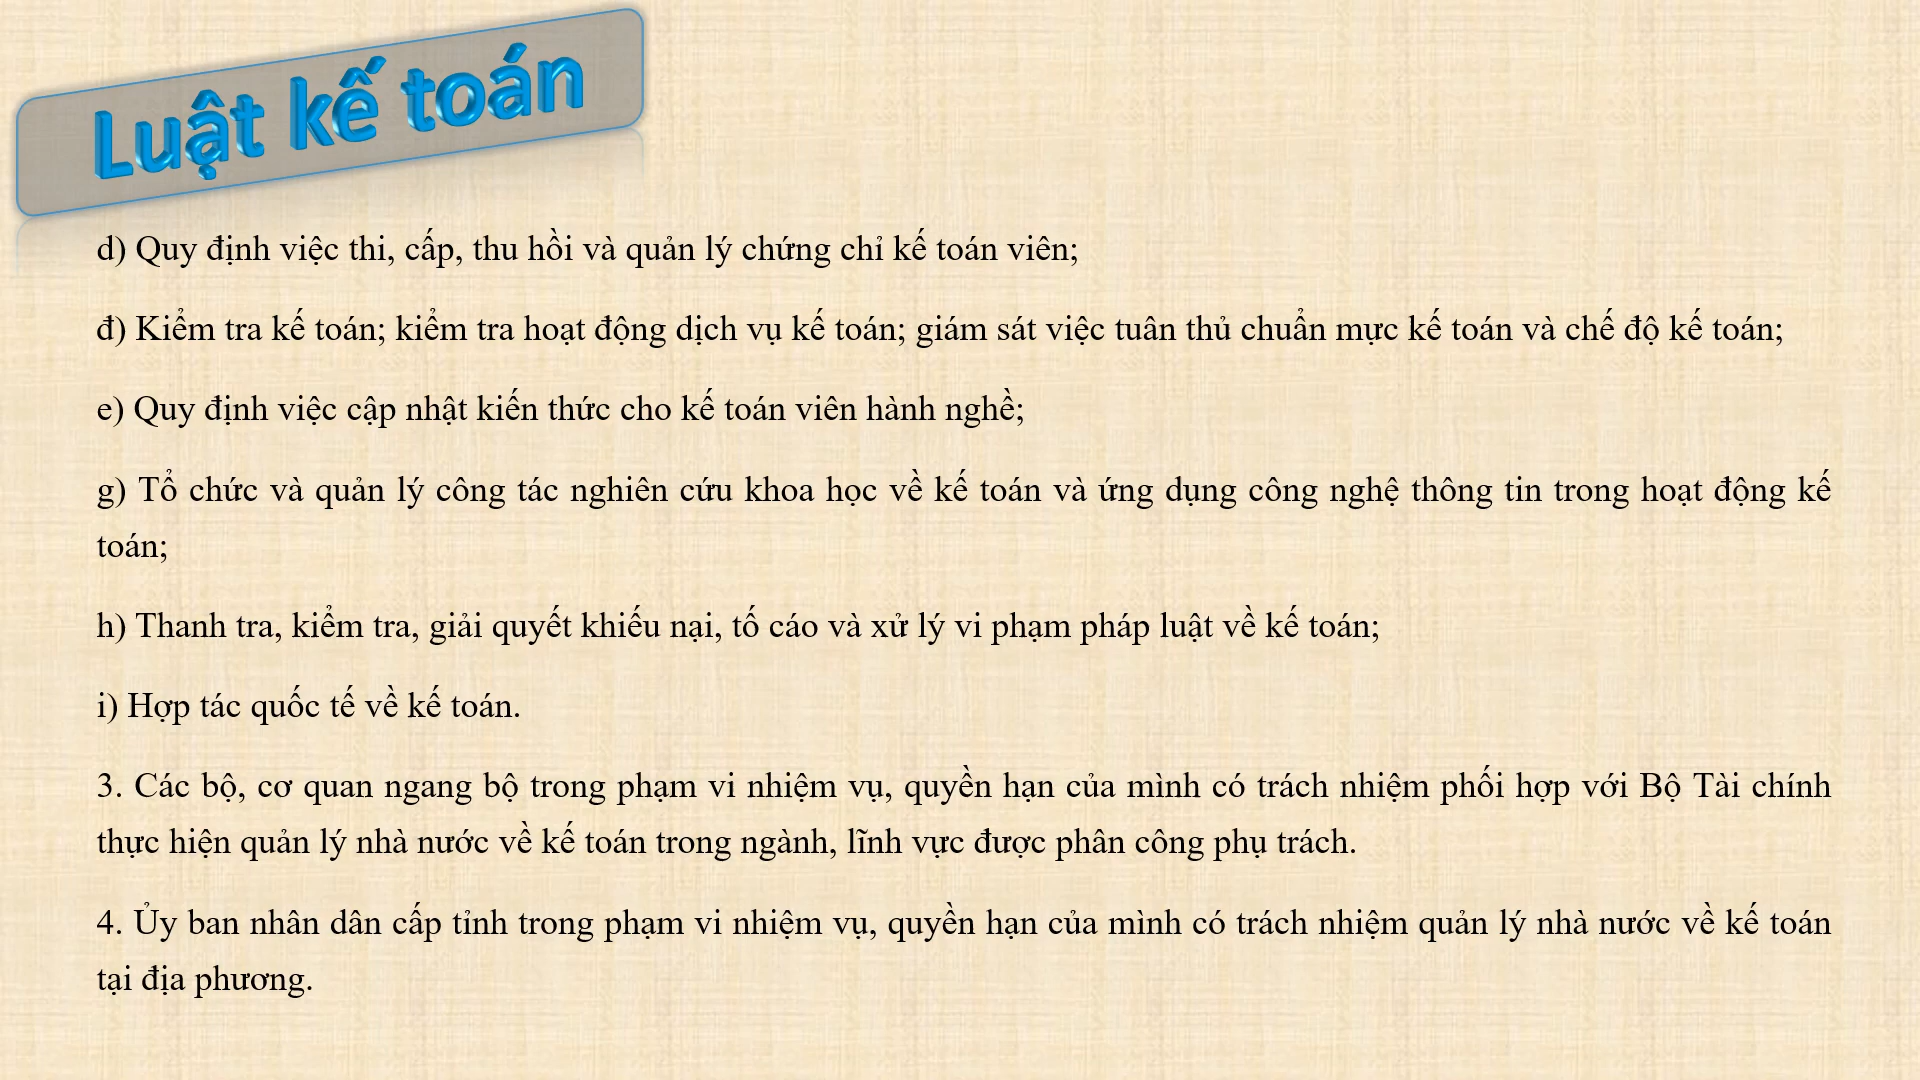 Luật kế toán
d) Quy định việc thi, cấp, thu hồi và quản lý chứng chỉ kế toán viên;
đ) Kiểm tra kế toán; kiểm tra hoạt động dịch vụ kế toán; giám sát việc tuân thủ chuẩn mực kế toán và chế độ kế toán;
e) Quy định việc cập nhật kiến thức cho kế toán viên hành nghề;
g) Tổ chức và quản lý công tác nghiên cứu khoa học về kế toán và ứng dụng công nghệ thông tin trong hoạt động kế
toán;
h) Thanh tra, kiểm tra, giải quyết khiếu nại, tố cáo và xử lý vi phạm pháp luật về kế toán;
i) Hợp tác quốc tế về kế toán.
3. Các bộ, cơ quan ngang bộ trong phạm vi nhiệm vụ, quyền hạn của mình có trách nhiệm phối hợp với Bộ Tài chính
thực hiện quản lý nhà nước về kế toán trong ngành, lĩnh vực được phân công phụ trách.
4. Ủy ban nhân dân cấp tỉnh trong phạm vi nhiệm vụ, quyền hạn của mình có trách nhiệm quản lý nhà nước về kế toán
tại địa phương.